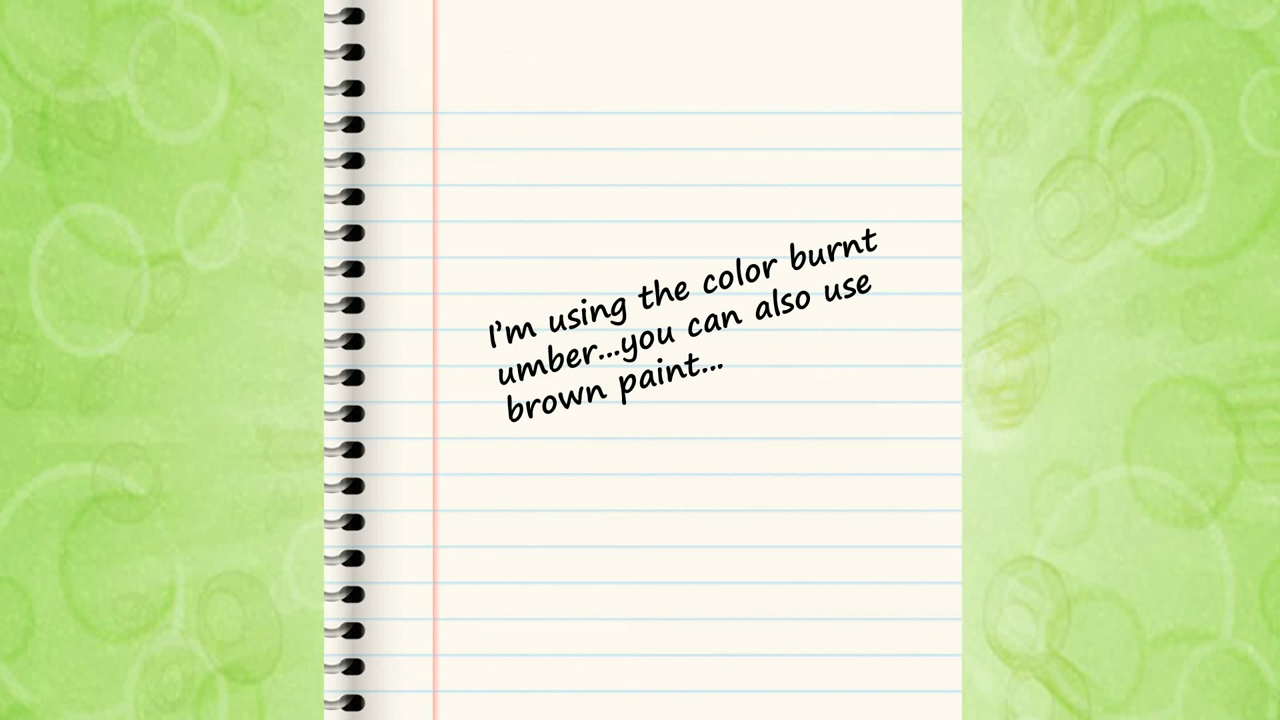 I'm using the color burnt
umber...you can also use
brown paint...